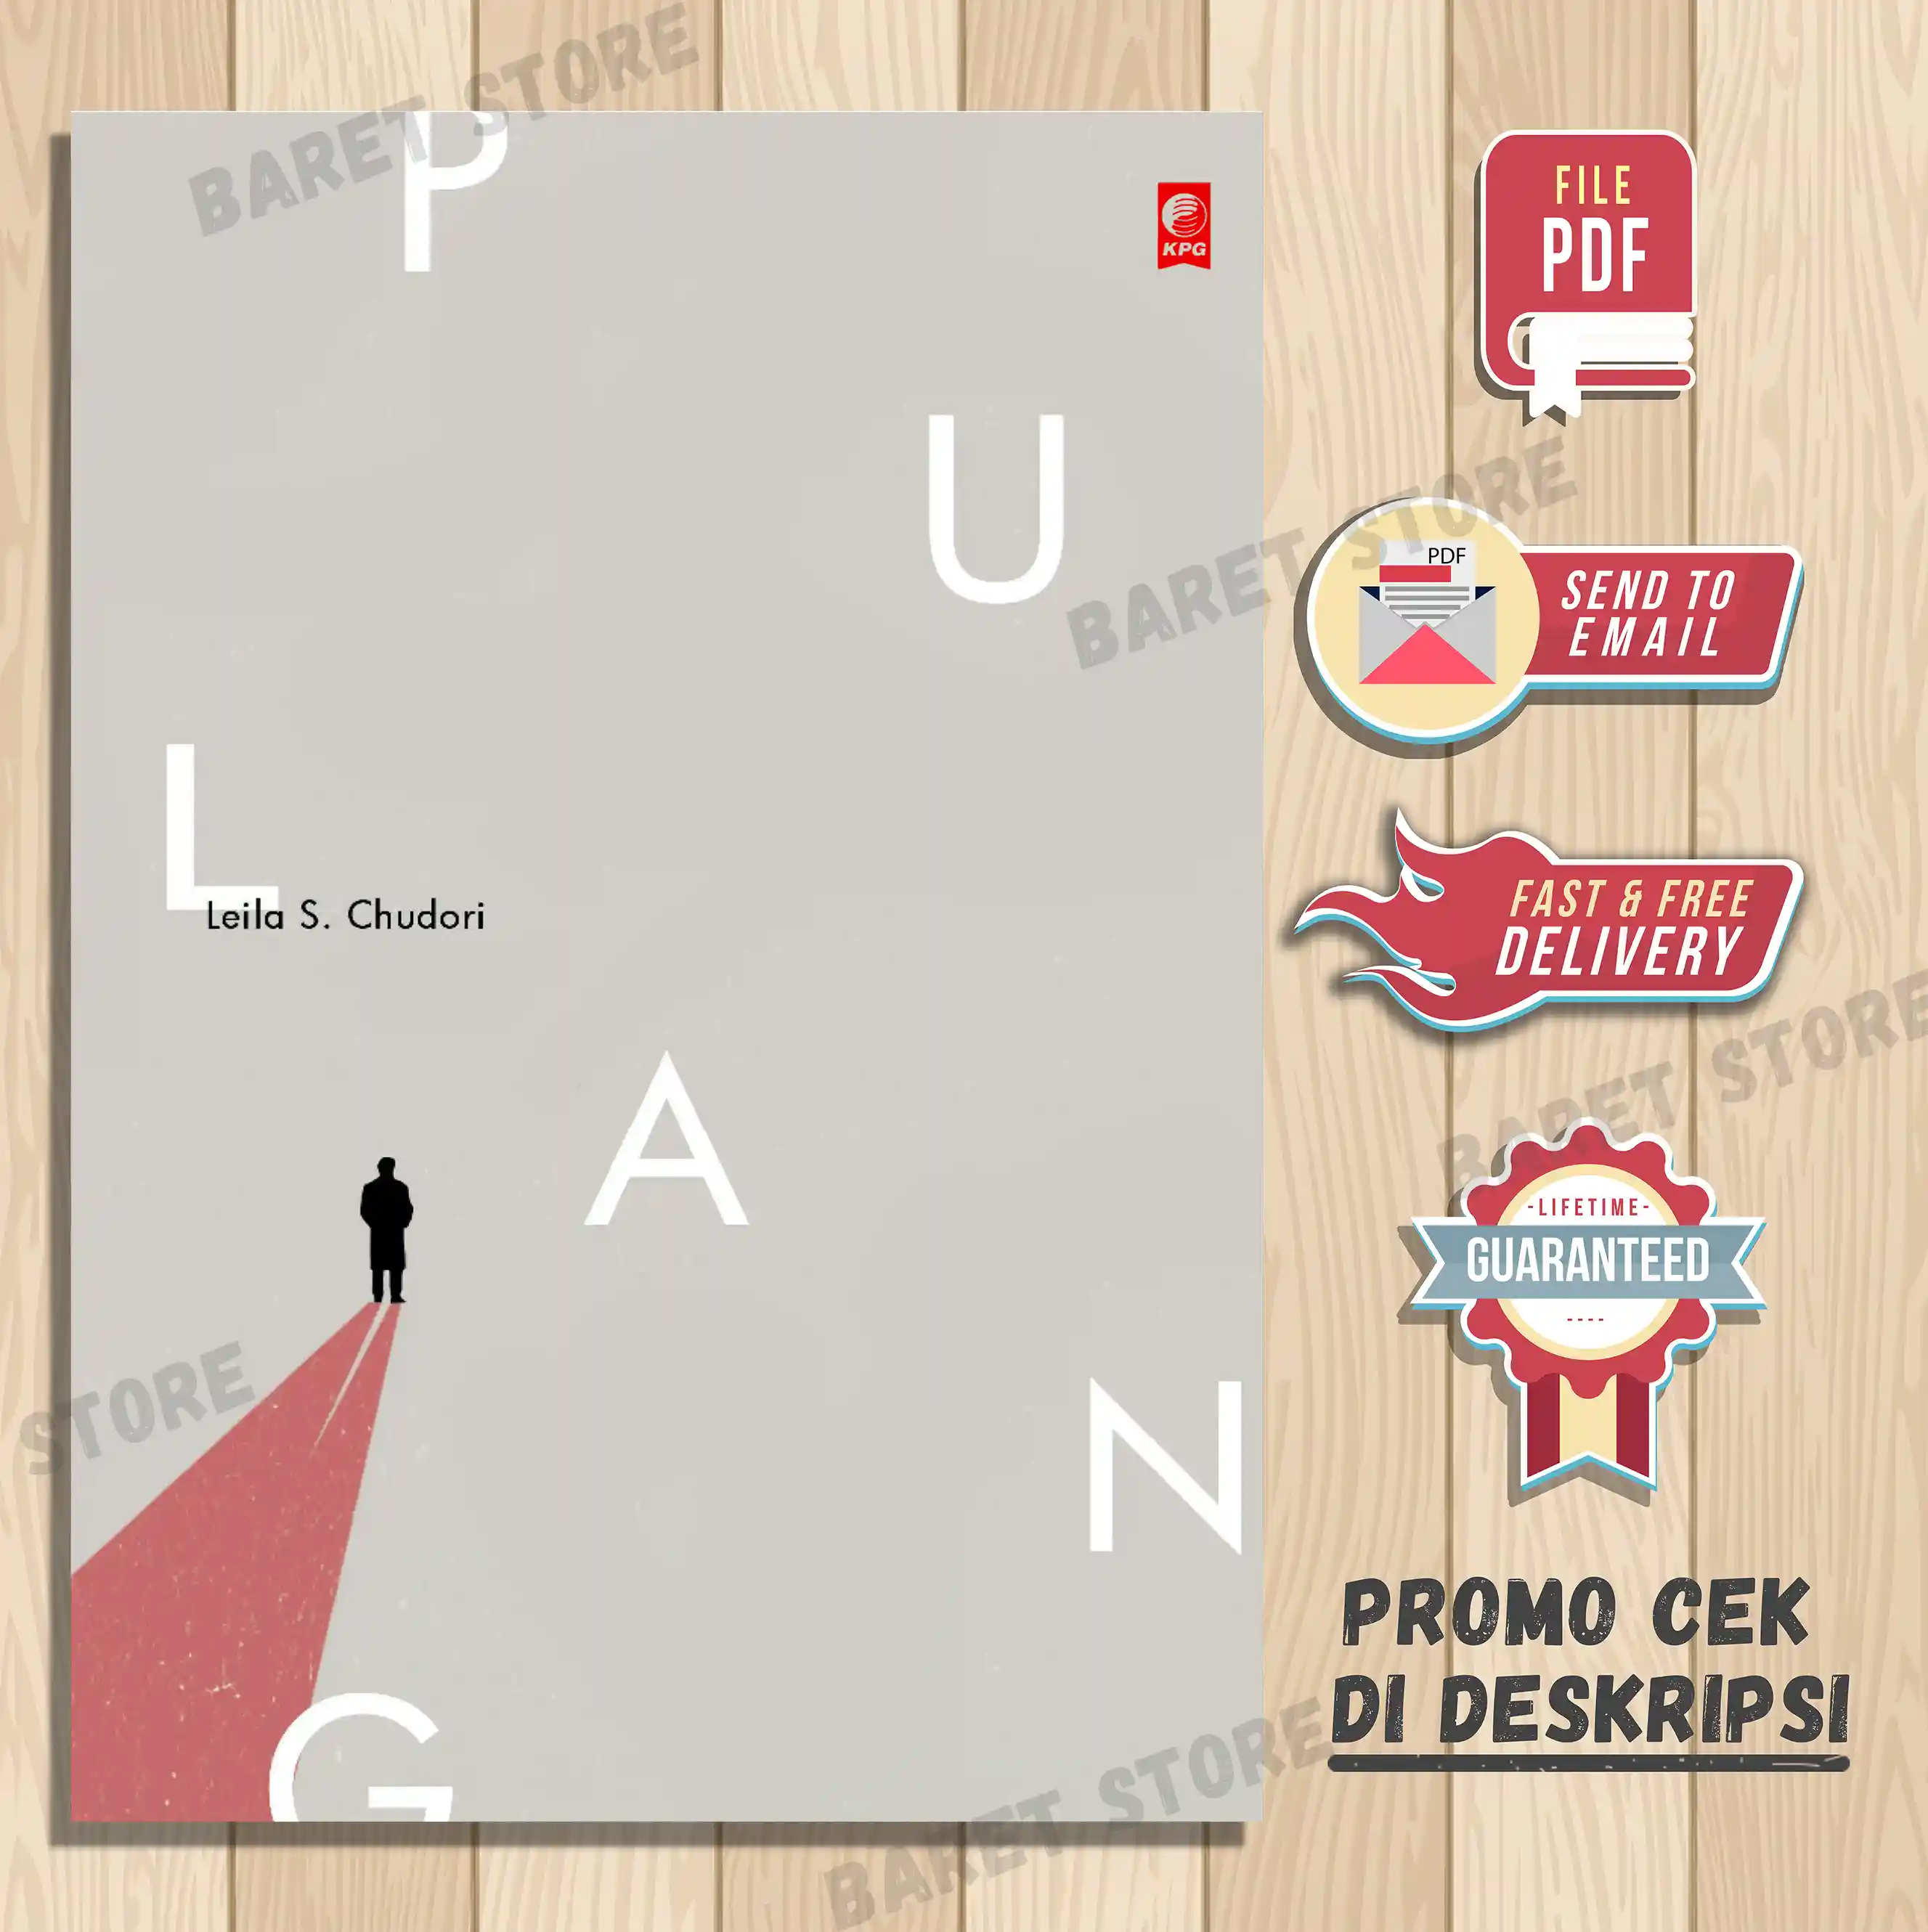 BARET STORE
P
KPG
U
L
Leila S. Chudori
A
N
G
FILE
PDF
BARET STORE
PDF
SEND TO
EMAIL
FAST & FREE
DELIVERY
BARET STORE
-LIFETIME-
GUARANTEED
STORE
PROMO CEK
DI DESKRIPSI
BARET STORE